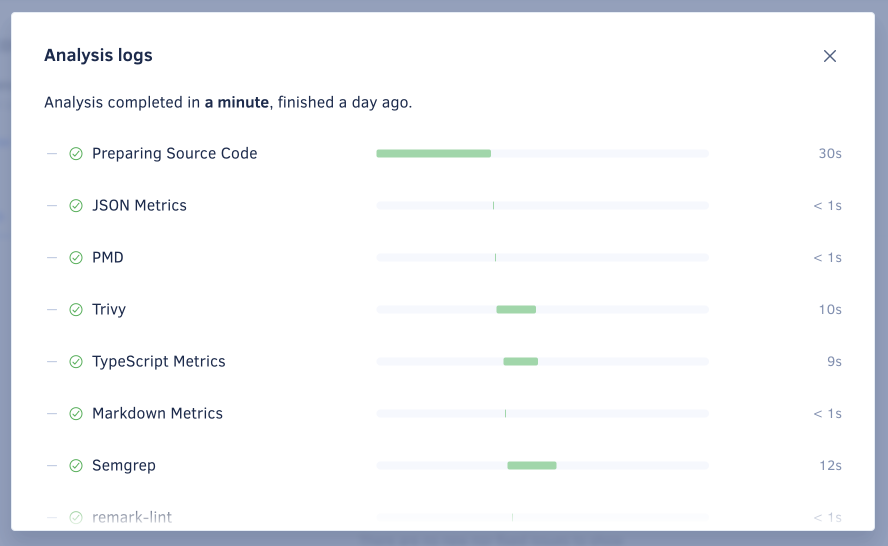 Analysis logs
Analysis completed in a minute, finished a day ago.
Preparing Source Code 30s
JSON Metrics < 1s
PMD < 1s
Trivy 10s
TypeScript Metrics 9s
Markdown Metrics < 1s
Semgrep 12s
remark-lint < 1s